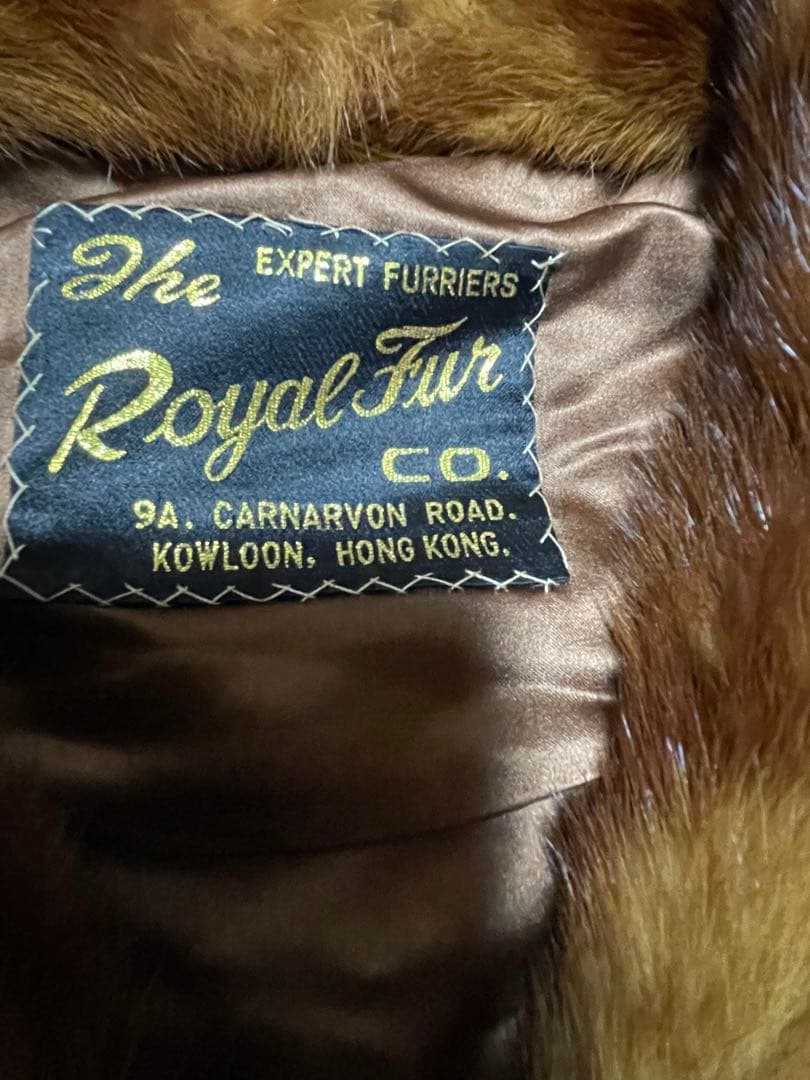 The EXPERT FURRIERS
Royal Fur
CO.
9A. CARNARVON ROAD.
KOWLOON, HONG KONG.